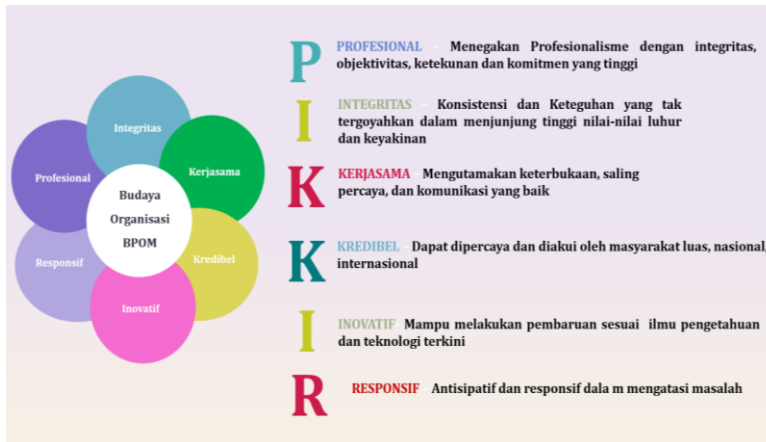 Integritas
Profesional
Kerjasama
Budaya
Organisasi
BPOM
Responsif
Kredibel
Inovatif
P
PROFESIONAL – Menegakan Profesionalisme dengan integritas,
objektivitas, ketekunan dan komitmen yang tinggi
I
INTEGRITAS – Konsistensi dan Keteguhan yang tak
tergoyahkan dalam menjunjung tinggi nilai-nilai luhur
dan keyakinan
K
KERJASAMA – Mengutamakan keterbukaan, saling
percaya, dan komunikasi yang baik
K
KREDIBEL – Dapat dipercaya dan diakui oleh masyarakat luas, nasional,
internasional
I
INOVATIF Mampu melakukan pembaruan sesuai ilmu pengetahuan
dan teknologi terkini
R
RESPONSIF – Antisipatif dan responsif dala m mengatasi masalah